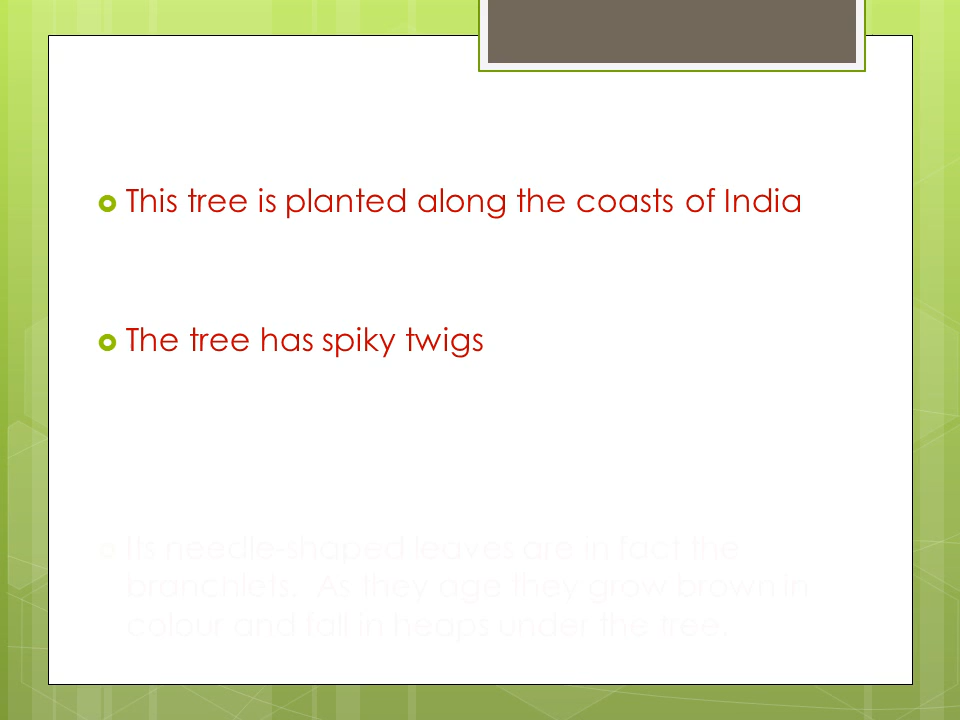 This tree is planted along the coasts of India
The tree has spiky twigs
Its needle-shaped leaves are in fact the
branchlets. As they age they grow brown in
colour and fall in heaps under the tree.